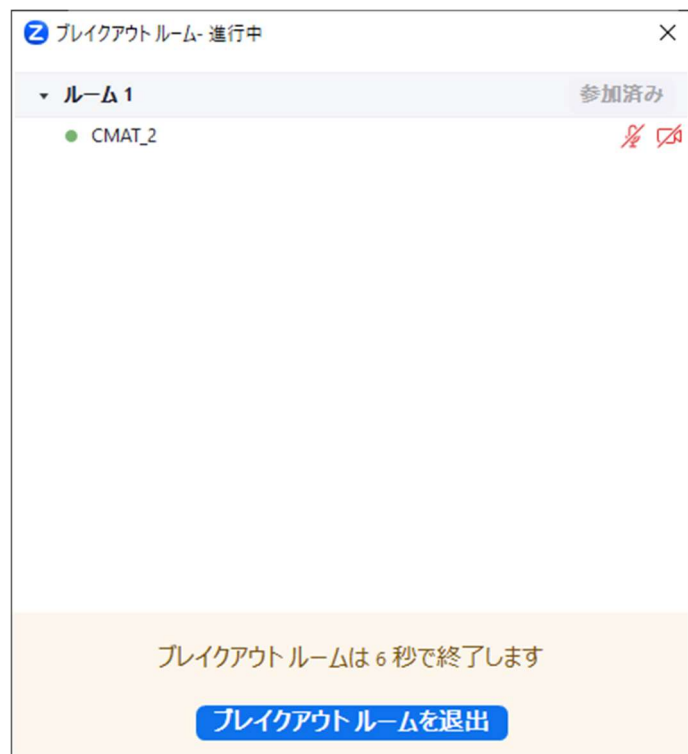 ブレイクアウト ルーム- 進行中
ルーム 1 参加済み
CMAT_2
ブレイクアウト ルームは 6 秒で終了します
ブレイクアウト ルームを退出